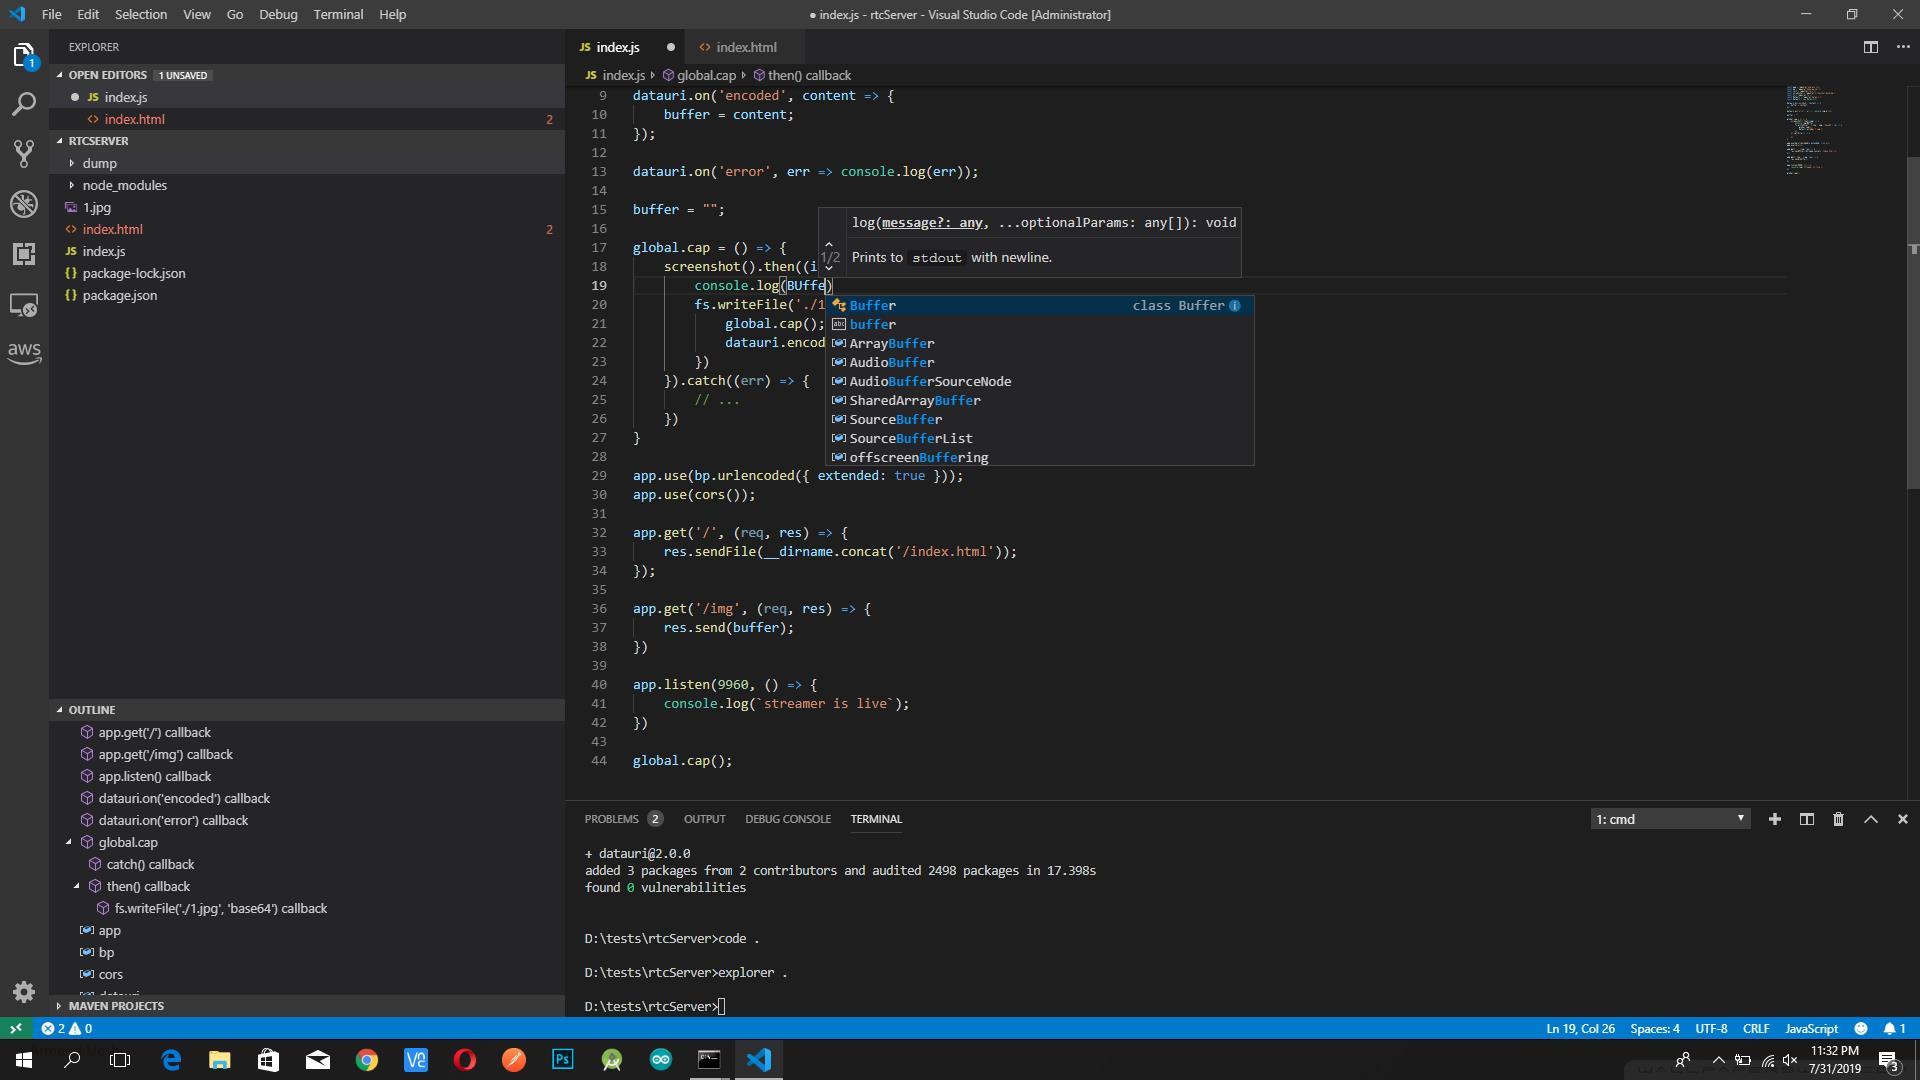 File Edit Selection View Go Debug Terminal Help
● index.js - rtcServer - Visual Studio Code [Administrator]
EXPLORER
1
OPEN EDITORS 1 UNSAVED
JS index.js
<> index.html 2
RTCSERVER
dump
node_modules
1.jpg
<> index.html 2
JS index.js
{} package-lock.json
{} package.json
aws
OUTLINE
app.get('/') callback
app.get('/img') callback
app.listen() callback
datauri.on('encoded') callback
datauri.on('error') callback
global.cap
catch() callback
then() callback
fs.writeFile('./1.jpg', 'base64') callback
app
bp
cors
MAVEN PROJECTS
JS index.js ● <> index.html
JS index.js global.cap then() callback
9 datauri.on('encoded', content => {
10 buffer = content;
11 });
12
13 datauri.on('error', err => console.log(err));
14
15 buffer = "";
16
17 global.cap = () => {
18 screenshot().then((i
19 console.log(BUffe)
20 fs.writeFile('./1
21 global.cap();
22 datauri.encod
23 })
24 }).catch((err) => {
25 // ...
26 })
27 }
28
29 app.use(bp.urlencoded({ extended: true }));
30 app.use(cors());
31
32 app.get('/', (req, res) => {
33 res.sendFile(__dirname.concat('/index.html'));
34 });
35
36 app.get('/img', (req, res) => {
37 res.send(buffer);
38 })
39
40 app.listen(9960, () => {
41 console.log(`streamer is live`);
42 })
43
44 global.cap();
log(message?: any, ...optionalParams: any[]): void
1/2
Prints to stdout with newline.
Buffer class Buffer
abc buffer
ArrayBuffer
AudioBuffer
AudioBufferSourceNode
SharedArrayBuffer
SourceBuffer
SourceBufferList
offscreenBuffering
PROBLEMS 2 OUTPUT DEBUG CONSOLE TERMINAL
1: cmd
+ datauri@2.0.0
added 3 packages from 2 contributors and audited 2498 packages in 17.398s
found 0 vulnerabilities
D:\tests\rtcServer>code .
D:\tests\rtcServer>explorer .
D:\tests\rtcServer>
2 0
Ln 19, Col 26 Spaces: 4 UTF-8 CRLF JavaScript 1
Ps
11:32 PM
7/31/2019
3